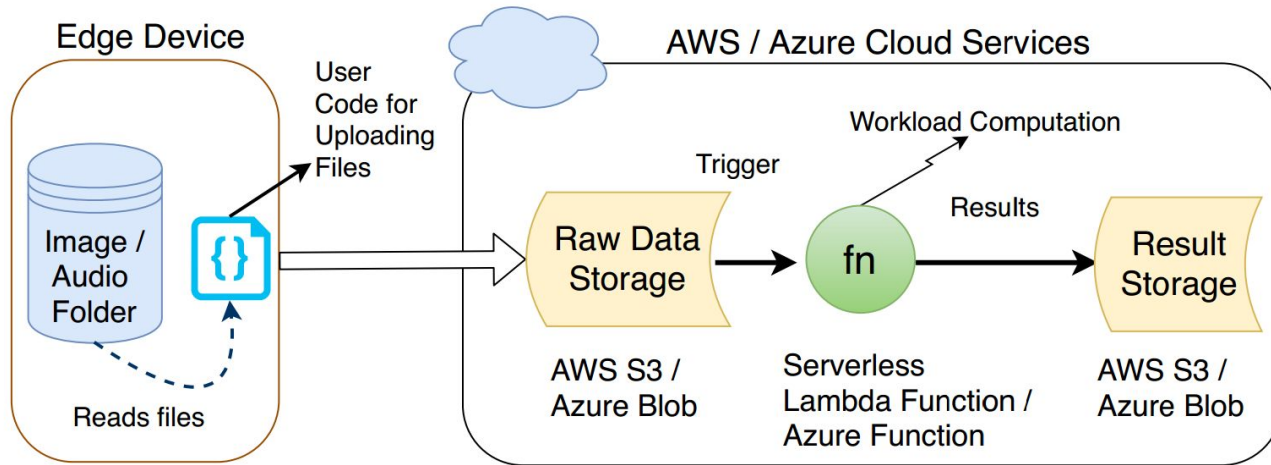 Edge Device
User
Code for
Uploading
Files
Image /
Audio
Folder
{}
Reads files
AWS / Azure Cloud Services
Workload Computation
Trigger
Results
Raw Data
Storage
fn
Result
Storage
AWS S3 /
Azure Blob
Serverless
Lambda Function /
Azure Function
AWS S3 /
Azure Blob